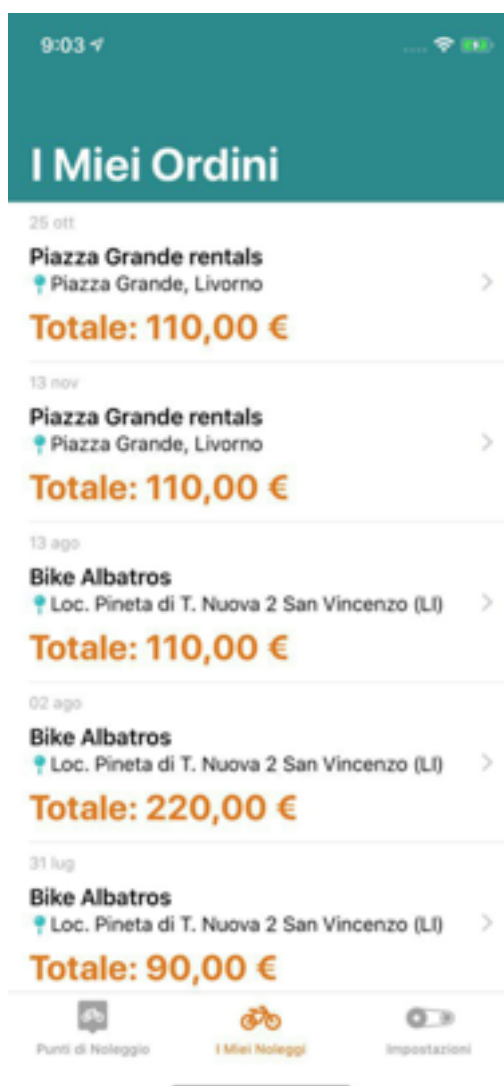 9:03
I Miei Ordini
25 ott
Piazza Grande rentals
Piazza Grande, Livorno
Totale: 110,00 €
13 nov
Piazza Grande rentals
Piazza Grande, Livorno
Totale: 110,00 €
13 ago
Bike Albatros
Loc. Pineta di T. Nuova 2 San Vincenzo (LI)
Totale: 110,00 €
02 ago
Bike Albatros
Loc. Pineta di T. Nuova 2 San Vincenzo (LI)
Totale: 220,00 €
31 lug
Bike Albatros
Loc. Pineta di T. Nuova 2 San Vincenzo (LI)
Totale: 90,00 €
Punti di Noleggio I Miei Noleggi Impostazioni